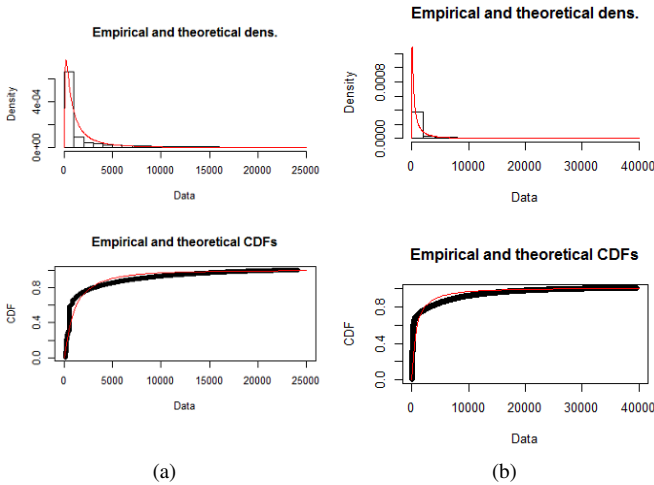 Empirical and theoretical dens.
Density
0e+00 4e-04
0 5000 10000 15000 20000 25000
Data
Empirical and theoretical CDFs
CDF
0.0 0.4 0.8
0 5000 10000 15000 20000 25000
Data
(a)
Empirical and theoretical dens.
Density
0.0000 0.0008
0 10000 20000 30000 40000
Data
Empirical and theoretical CDFs
CDF
0.0 0.4 0.8
0 10000 20000 30000 40000
Data
(b)